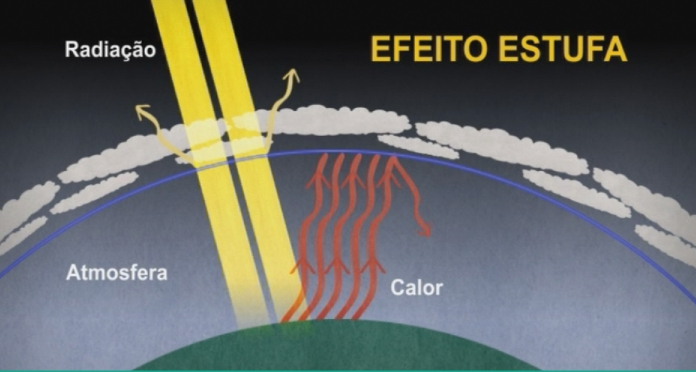 Radiação
EFEITO ESTUFA
Atmosfera
Calor